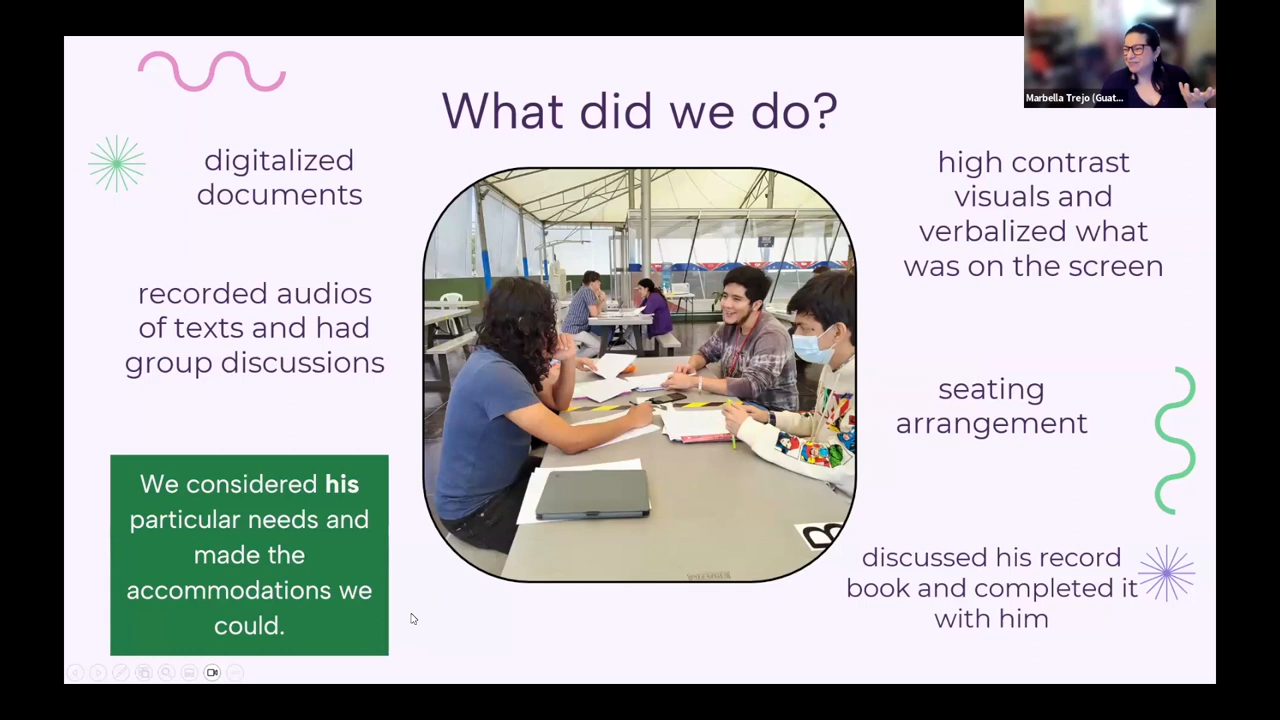 Marbella Trejo (Guat...
What did we do?
digitalized
documents
recorded audios
of texts and had
group discussions
We considered his
particular needs and
made the
accommodations we
could.
high contrast
visuals and
verbalized what
was on the screen
seating
arrangement
discussed his record
book and completed it
with him
B